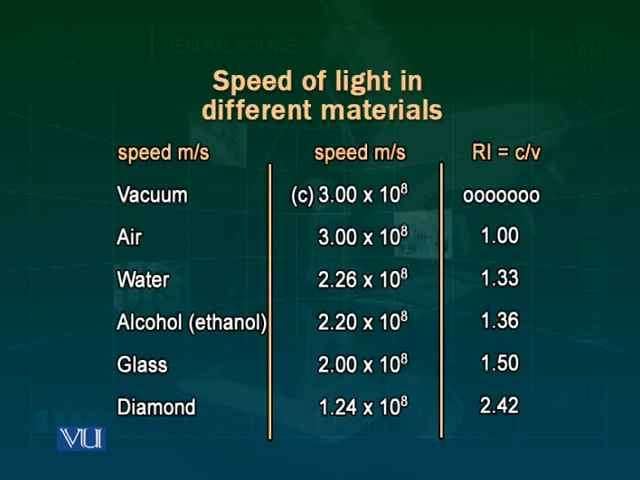 GENERAL SCIENCE
Speed of light in
different materials
speed m/s speed m/s RI = c/v
Vacuum (c) 3.00 x 10⁸ ooooooo
Air 3.00 x 10⁸ 1.00
Water 2.26 x 10⁸ 1.33
Alcohol (ethanol) 2.20 x 10⁸ 1.36
Glass 2.00 x 10⁸ 1.50
Diamond 1.24 x 10⁸ 2.42
VU